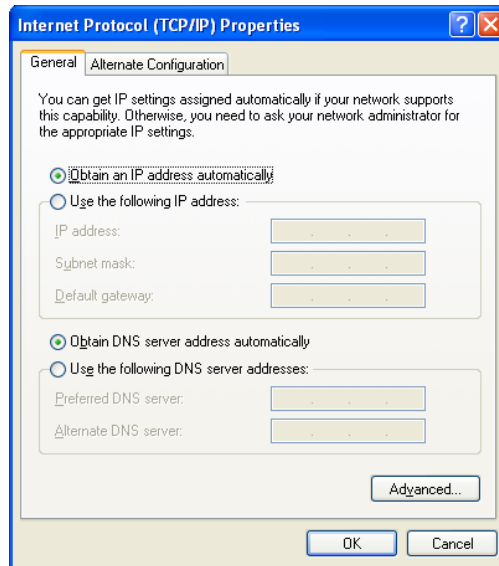 Internet Protocol (TCP/IP) Properties
General
Alternate Configuration
You can get IP settings assigned automatically if your network supports
this capability. Otherwise, you need to ask your network administrator for
the appropriate IP settings.
Obtain an IP address automatically
Use the following IP address:
IP address:
Subnet mask:
Default gateway:
Obtain DNS server address automatically
Use the following DNS server addresses:
Preferred DNS server:
Alternate DNS server:
Advanced...
OK
Cancel